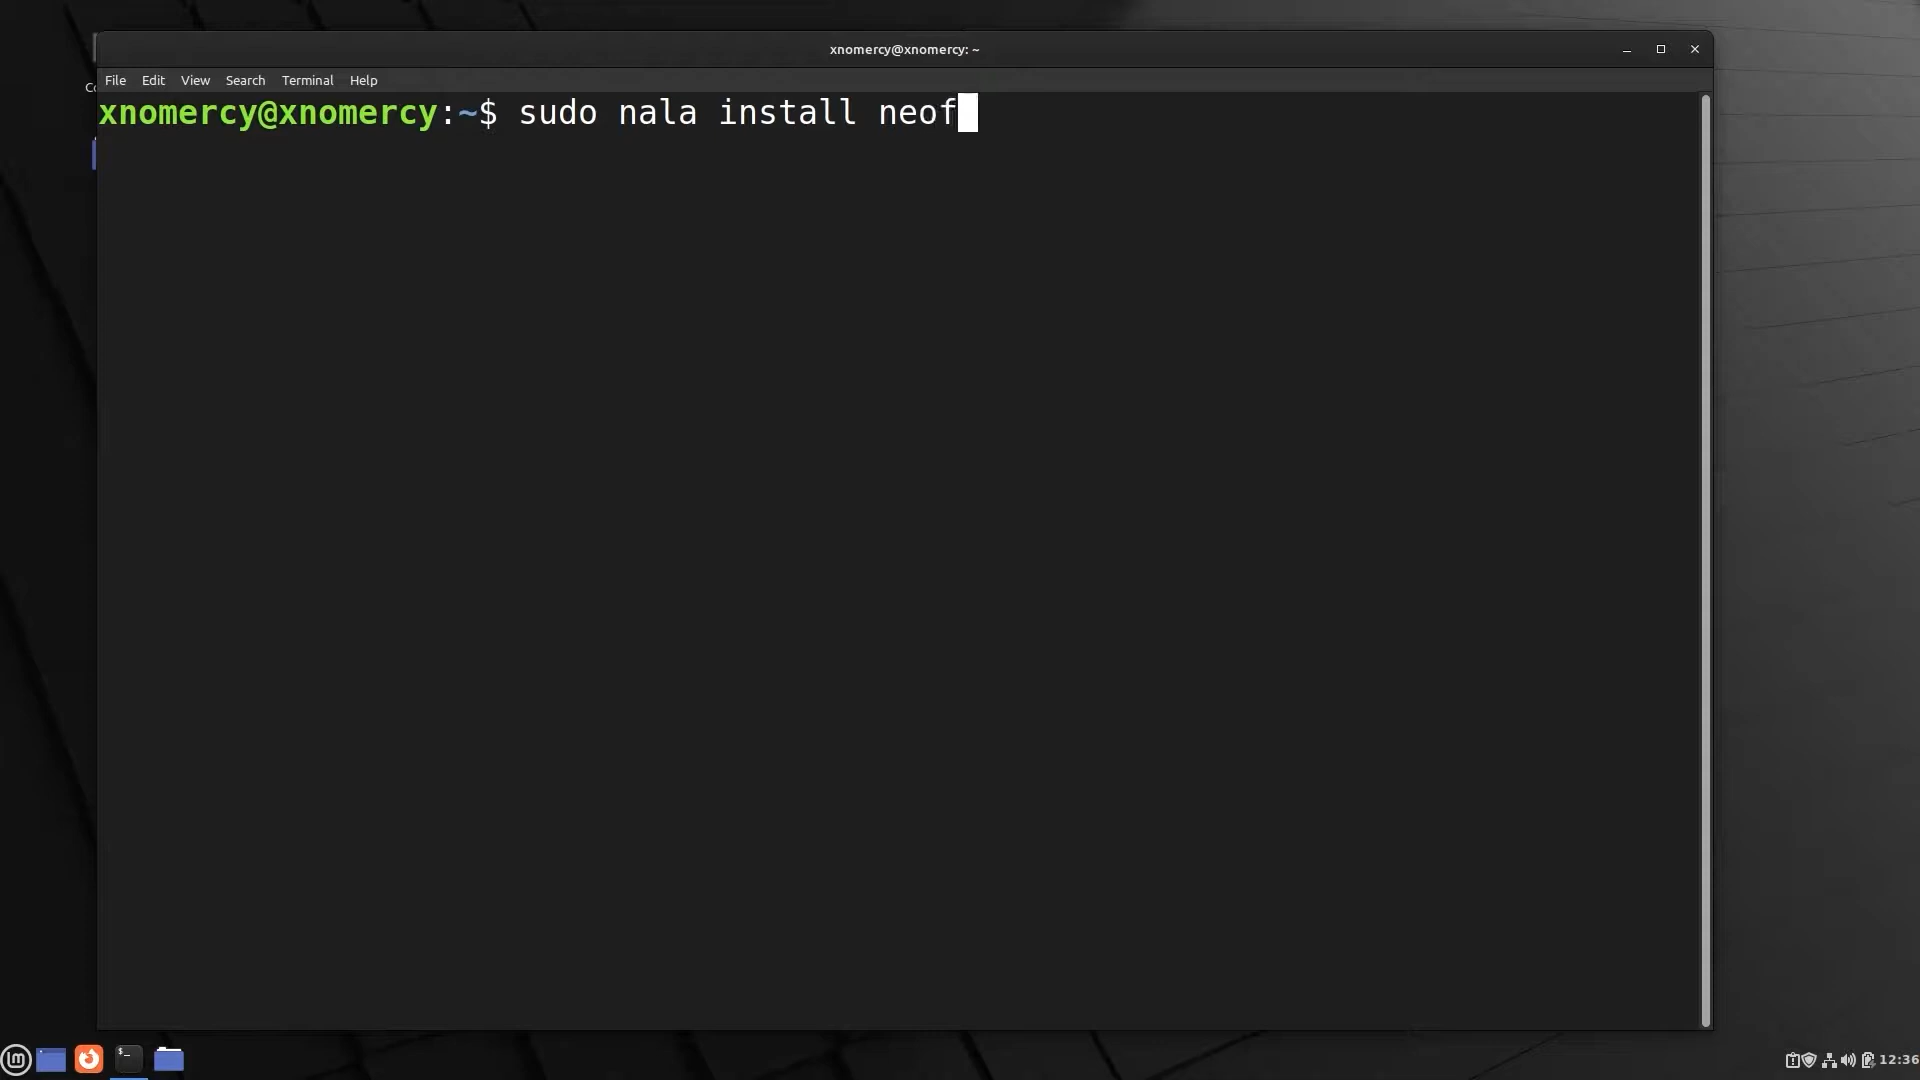 xnomercy@xnomercy: ~
File Edit View Search Terminal Help
xnomercy@xnomercy:~$ sudo nala install neof
12:36